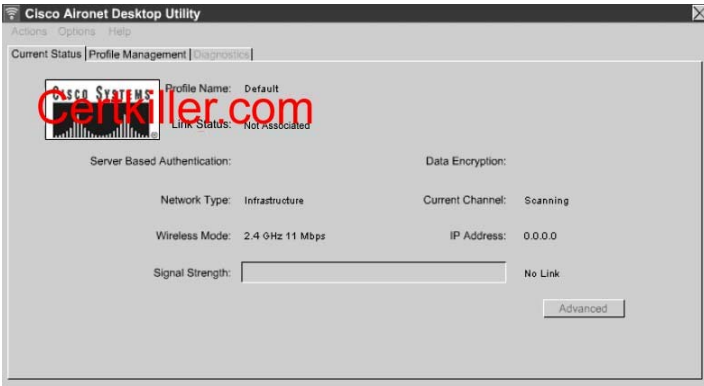 Cisco Aironet Desktop Utility
Actions Options Help
Current Status Profile Management Diagnostics
CISCO SYSTEMS
Certkiller.com
Profile Name: Default
Link Status: Not Associated
Server Based Authentication: Data Encryption:
Network Type: Infrastructure Current Channel: Scanning
Wireless Mode: 2.4 GHz 11 Mbps IP Address: 0.0.0.0
Signal Strength: No Link
Advanced